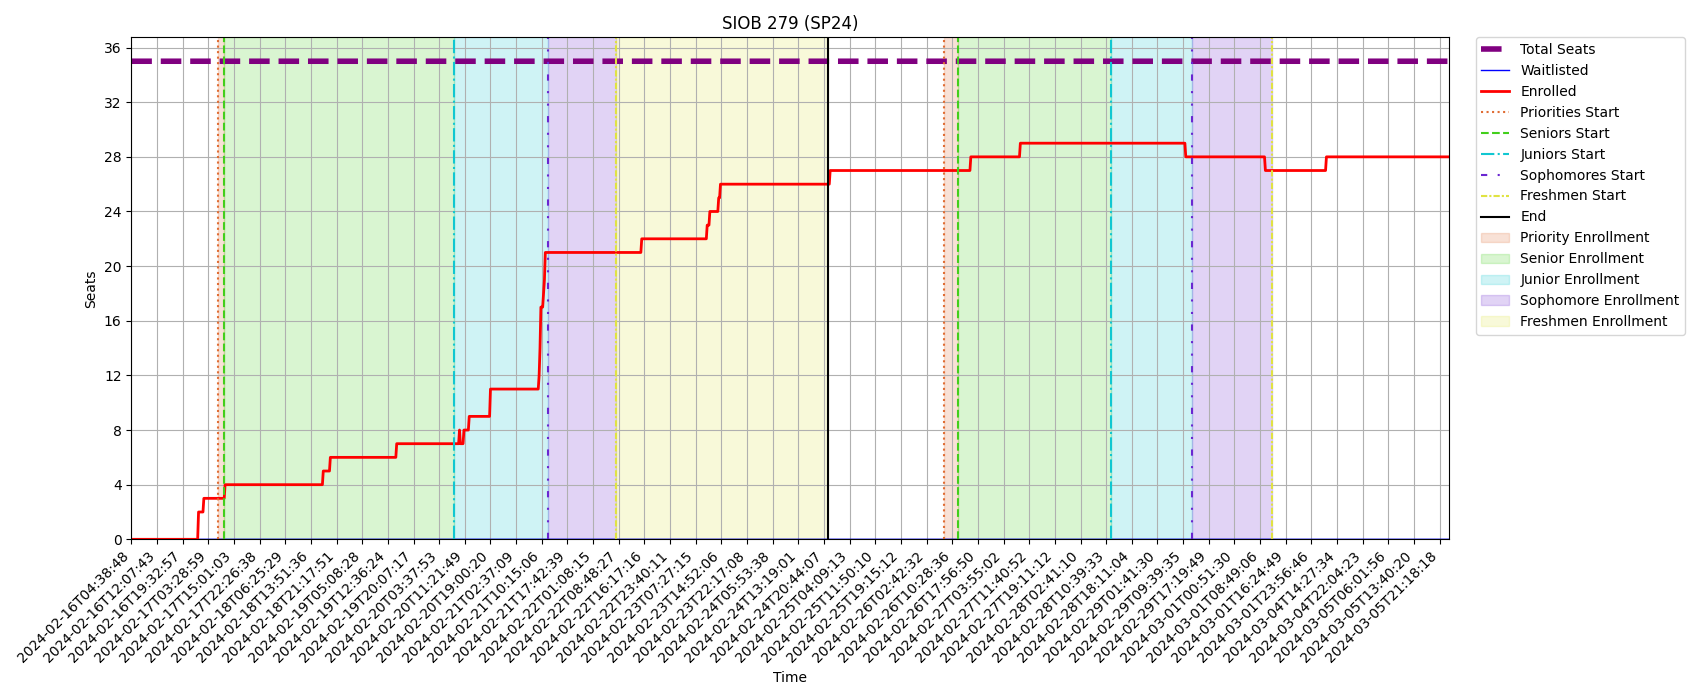 SIOB 279 (SP24)
Seats
36
32
28
24
20
16
12
8
4
0
2024-02-16T04:38:48
2024-02-16T12:07:43
2024-02-16T19:32:57
2024-02-17T03:28:59
2024-02-17T15:01:03
2024-02-17T22:26:38
2024-02-18T06:25:29
2024-02-18T13:51:36
2024-02-18T21:17:51
2024-02-19T05:08:28
2024-02-19T12:36:24
2024-02-19T20:07:17
2024-02-20T03:37:53
2024-02-20T11:21:49
2024-02-20T19:00:20
2024-02-21T02:37:09
2024-02-21T10:15:06
2024-02-21T17:42:39
2024-02-22T01:08:15
2024-02-22T08:48:27
2024-02-22T16:17:16
2024-02-22T23:40:11
2024-02-23T07:27:15
2024-02-23T14:52:06
2024-02-23T22:17:08
2024-02-24T05:53:38
2024-02-24T13:19:01
2024-02-24T20:44:07
2024-02-25T04:09:13
2024-02-25T11:50:10
2024-02-25T19:15:12
2024-02-26T02:42:32
2024-02-26T10:28:36
2024-02-26T17:56:50
2024-02-27T03:55:02
2024-02-27T11:40:52
2024-02-27T19:11:12
2024-02-28T02:41:10
2024-02-28T10:39:33
2024-02-28T18:11:04
2024-02-29T01:41:30
2024-02-29T09:39:35
2024-02-29T17:19:49
2024-03-01T00:51:30
2024-03-01T08:49:06
2024-03-01T16:24:49
2024-03-01T23:56:46
2024-03-04T14:27:34
2024-03-04T22:04:23
2024-03-05T06:01:56
2024-03-05T13:40:20
2024-03-05T21:18:18
Time
Total Seats
Waitlisted
Enrolled
Priorities Start
Seniors Start
Juniors Start
Sophomores Start
Freshmen Start
End
Priority Enrollment
Senior Enrollment
Junior Enrollment
Sophomore Enrollment
Freshmen Enrollment